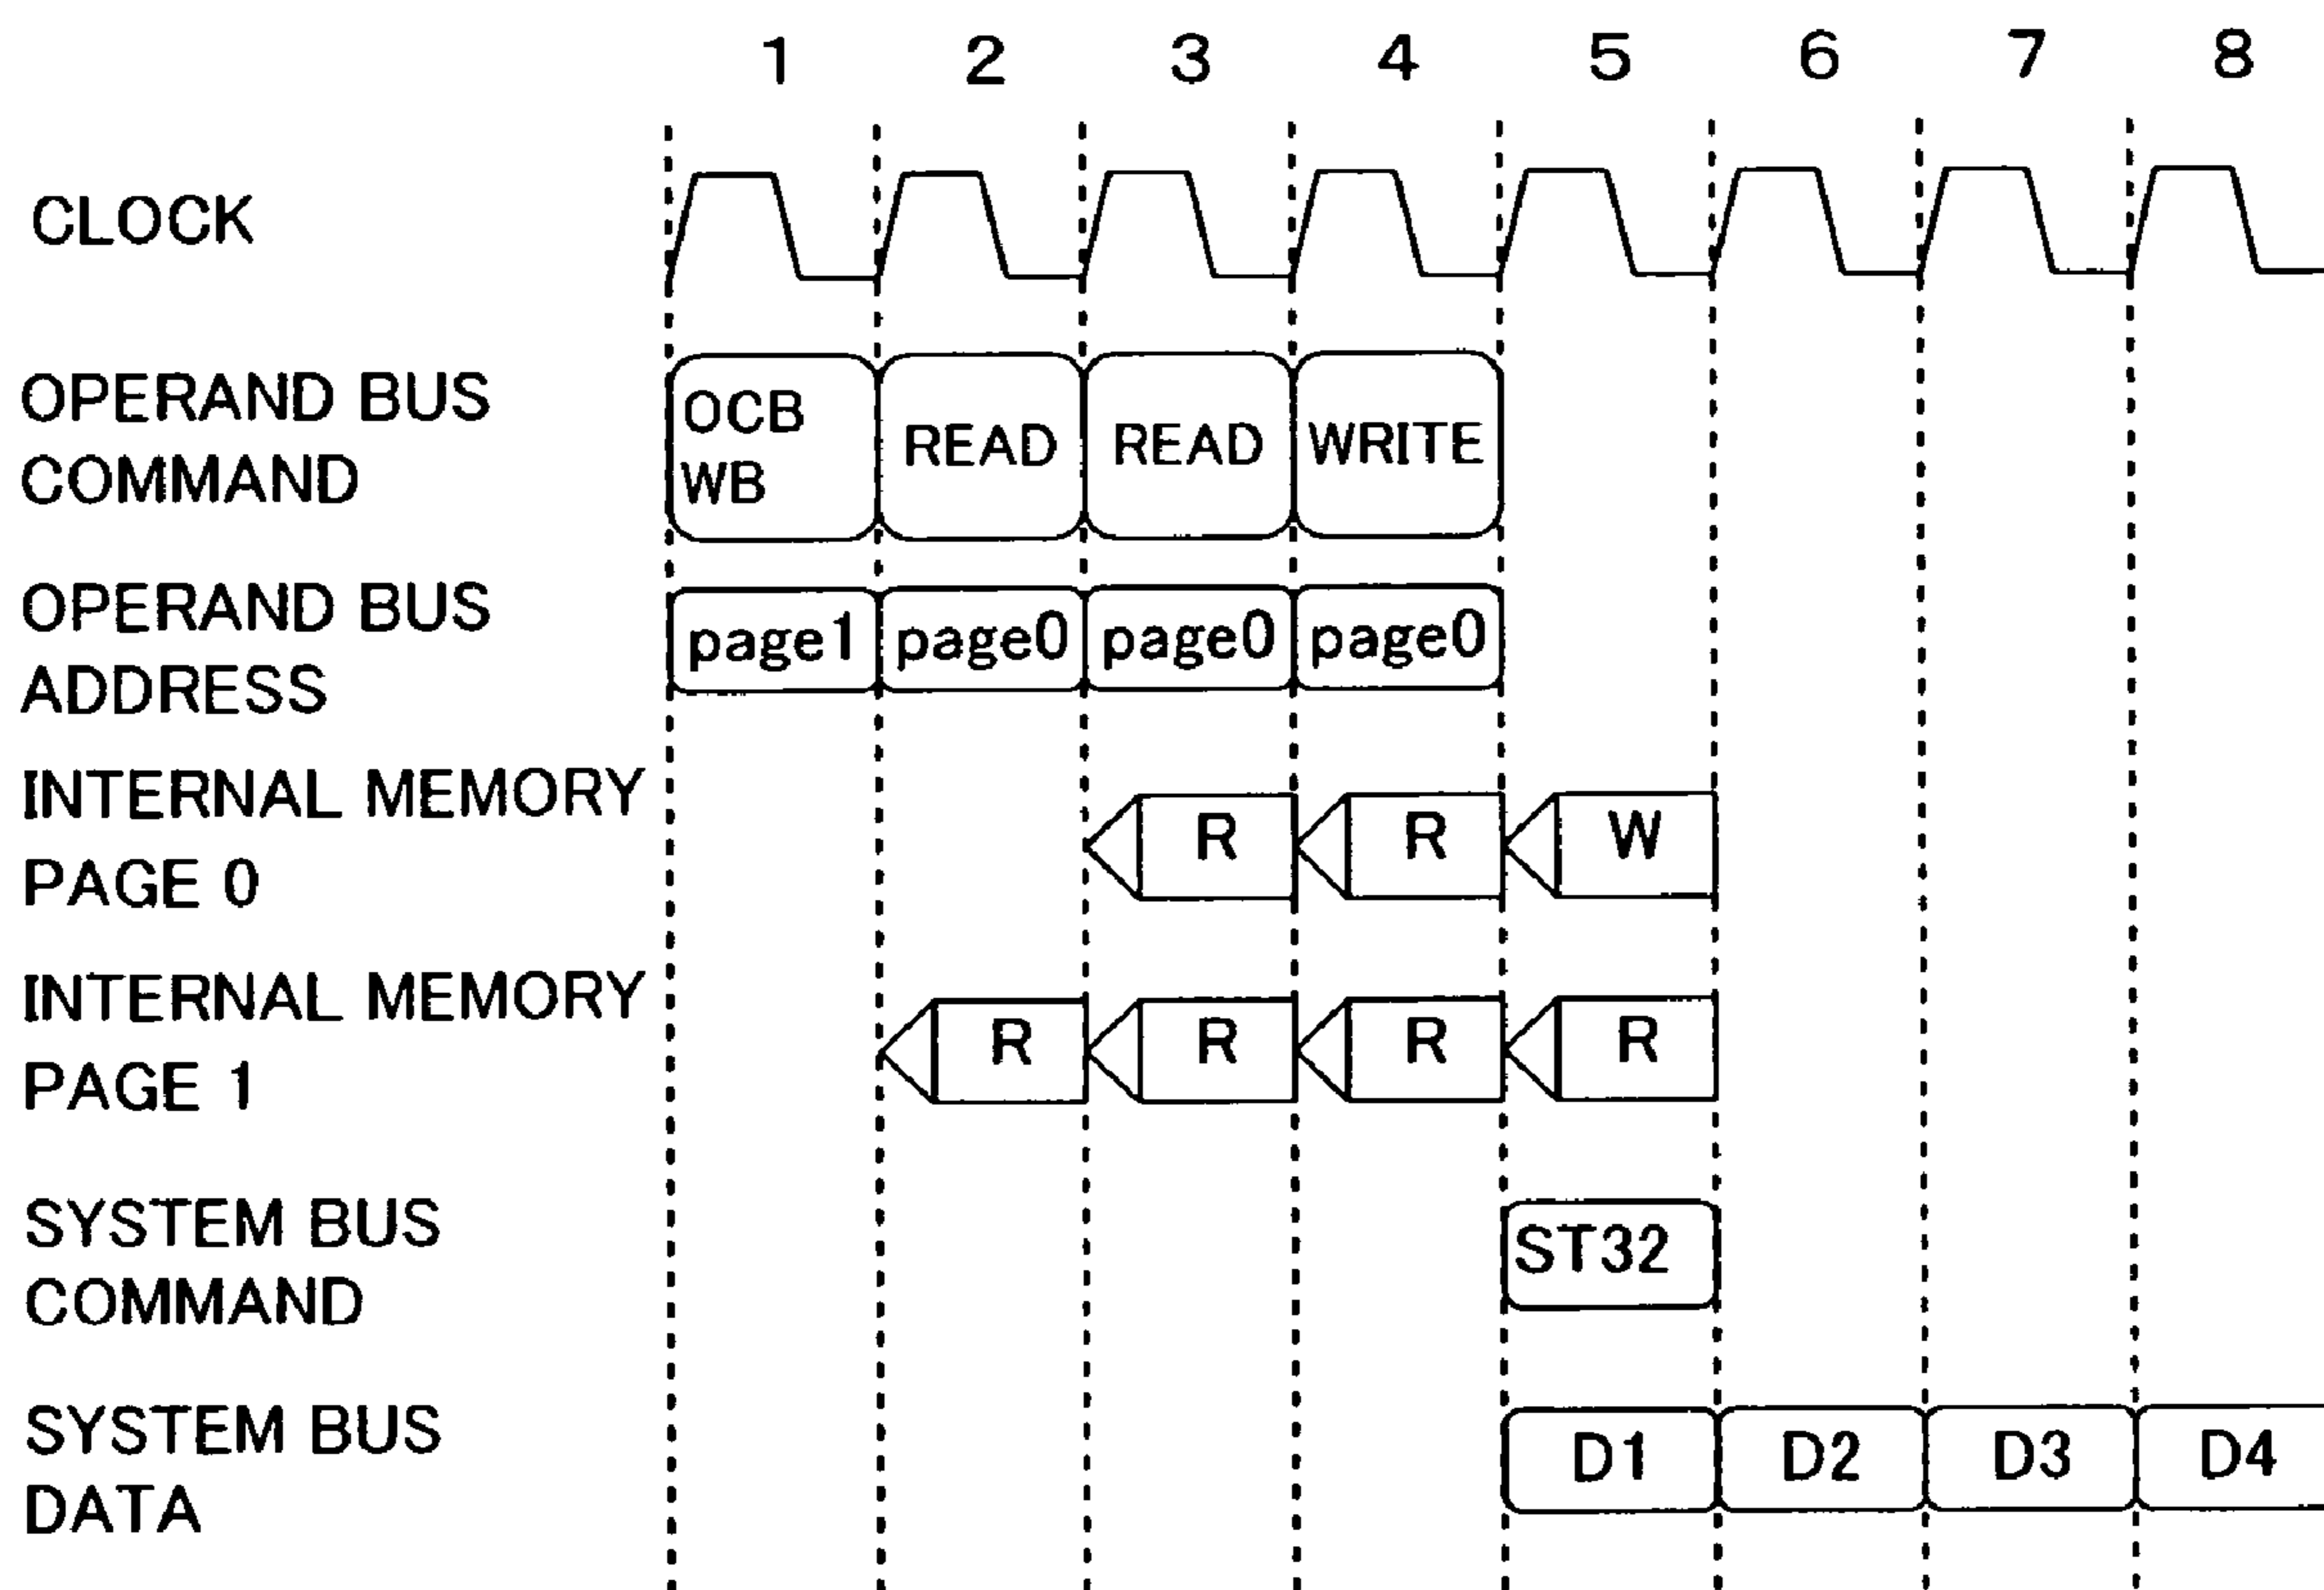 1 2 3 4 5 6 7 8
CLOCK
OPERAND BUS
COMMAND
OCB
WB
READ READ WRITE
OPERAND BUS
ADDRESS
page1 page0 page0 page0
INTERNAL MEMORY
PAGE 0
R R W
INTERNAL MEMORY
PAGE 1
R R R R
SYSTEM BUS
COMMAND
ST32
SYSTEM BUS
DATA
D1 D2 D3 D4